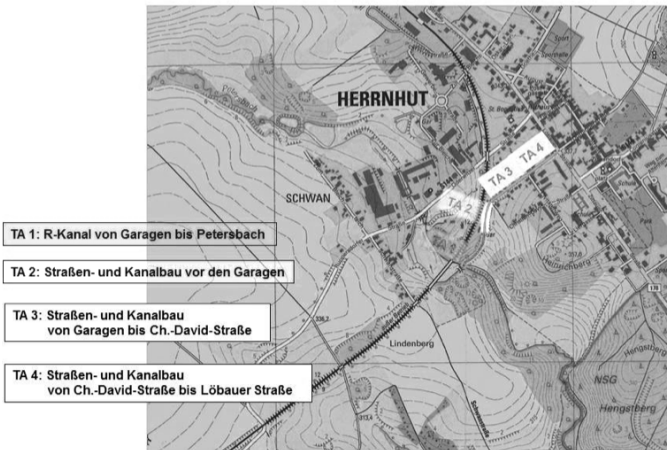 HERRNHUT
SCHWAN
TA 3 TA 4
TA 2
TA 1: R-Kanal von Garagen bis Petersbach
TA 2: Straßen- und Kanalbau vor den Garagen
TA 3: Straßen- und Kanalbau
von Garagen bis Ch.-David-Straße
TA 4: Straßen- und Kanalbau
von Ch.-David-Straße bis Löbauer Straße
Heinrichberg
Lindenberg
NSG
Hengstberg